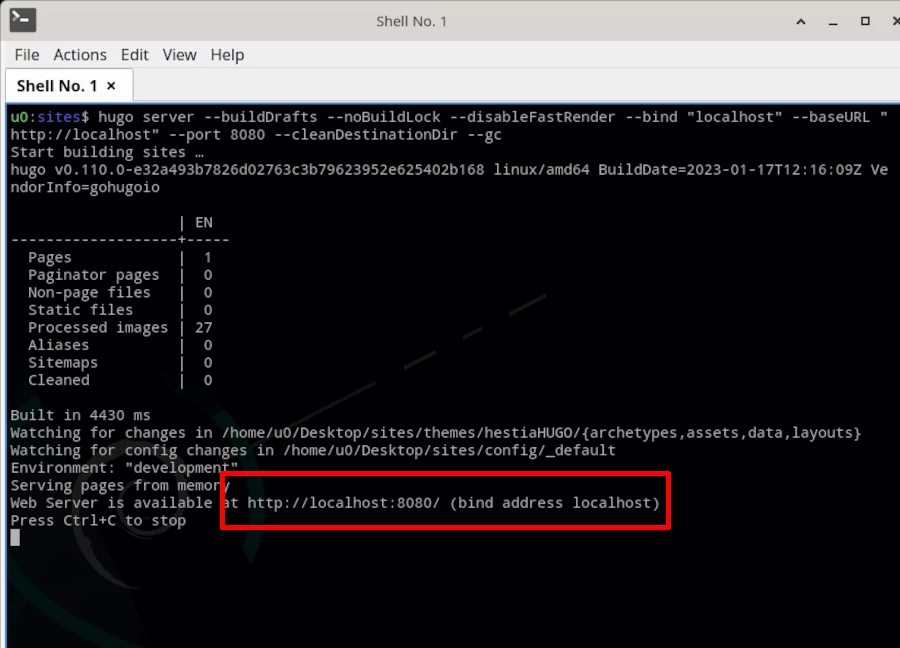 Shell No. 1
File Actions Edit View Help
Shell No. 1 ×
u0:sites$ hugo server --buildDrafts --noBuildLock --disableFastRender --bind "localhost" --baseURL "
http://localhost" --port 8080 --cleanDestinationDir --gc
Start building sites …
hugo v0.110.0-e32a493b7826d02763c3b79623952e625402b168 linux/amd64 BuildDate=2023-01-17T12:16:09Z Ve
ndorInfo=gohugoio
                   | EN
-------------------+-----
  Pages            |  1
  Paginator pages  |  0
  Non-page files   |  0
  Static files     |  0
  Processed images | 27
  Aliases          |  0
  Sitemaps         |  0
  Cleaned          |  0
Built in 4430 ms
Watching for changes in /home/u0/Desktop/sites/themes/hestiaHUGO/{archetypes,assets,data,layouts}
Watching for config changes in /home/u0/Desktop/sites/config/_default
Environment: "development"
Serving pages from memory
Web Server is available at http://localhost:8080/ (bind address localhost)
Press Ctrl+C to stop